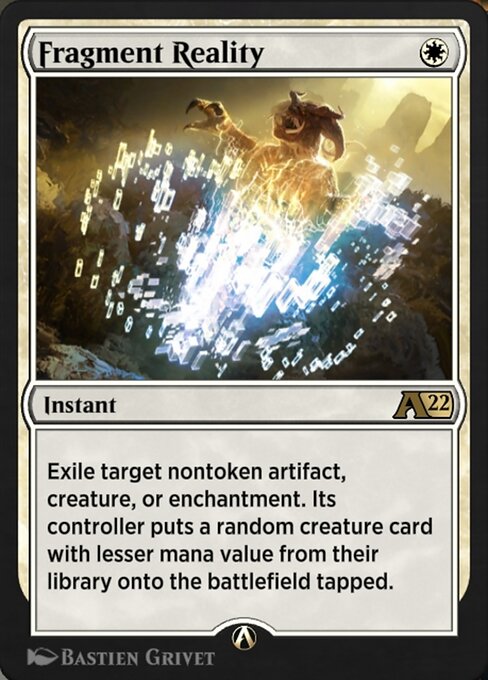 Fragment Reality
Instant
A22
Exile target nontoken artifact,
creature, or enchantment. Its
controller puts a random creature card
with lesser mana value from their
library onto the battlefield tapped.
Bastien Grivet